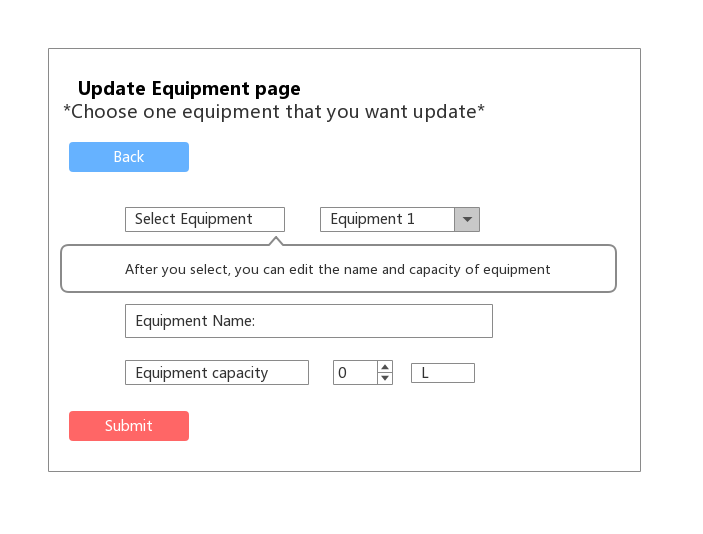 Update Equipment page
*Choose one equipment that you want update*
Back
Select Equipment
Equipment 1
After you select, you can edit the name and capacity of equipment
Equipment Name:
Equipment capacity
0
L
Submit